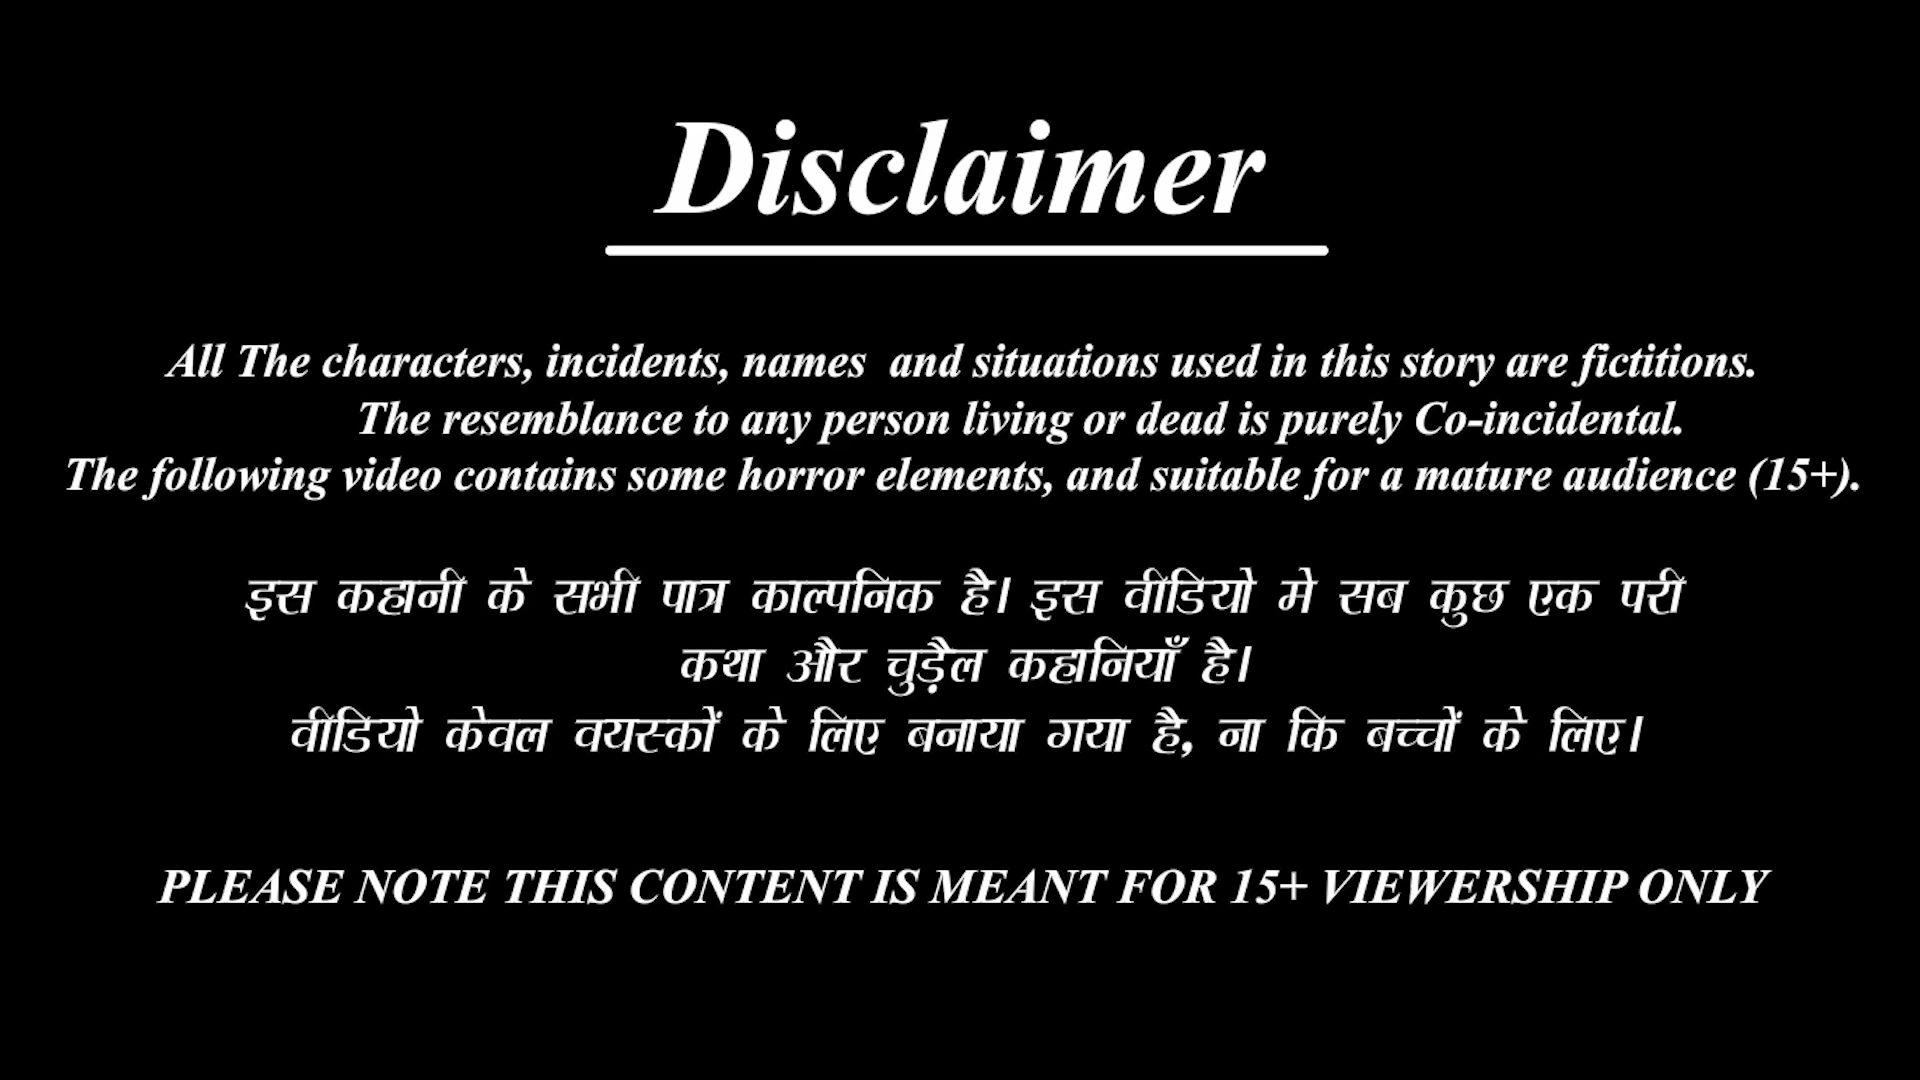 Disclaimer
All The characters, incidents, names and situations used in this story are fictitions.
The resemblance to any person living or dead is purely Co-incidental.
The following video contains some horror elements, and suitable for a mature audience (15+).
इस कहानी के सभी पात्र काल्पनिक है। इस वीडियो मे सब कुछ एक परी
कथा और चुड़ैल कहानियाँ है।
वीडियो केवल वयस्कों के लिए बनाया गया है, ना कि बच्चों के लिए।
PLEASE NOTE THIS CONTENT IS MEANT FOR 15+ VIEWERSHIP ONLY